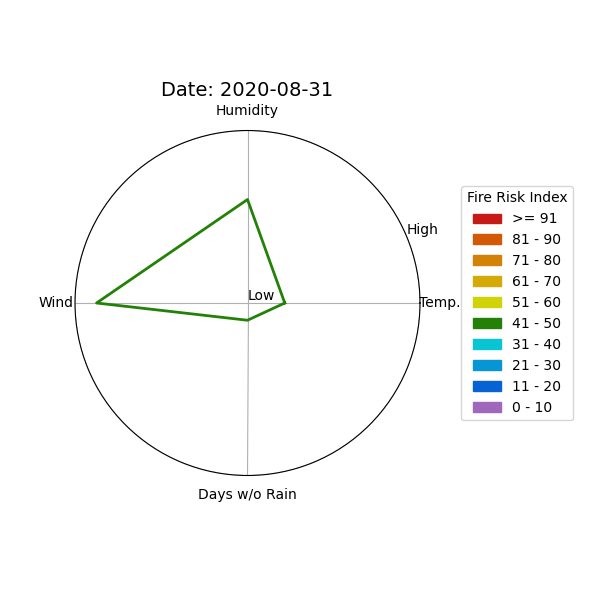 Date: 2020-08-31
Humidity
High
Low
Wind
Temp.
Days w/o Rain
Fire Risk Index
>= 91
81 - 90
71 - 80
61 - 70
51 - 60
41 - 50
31 - 40
21 - 30
11 - 20
0 - 10